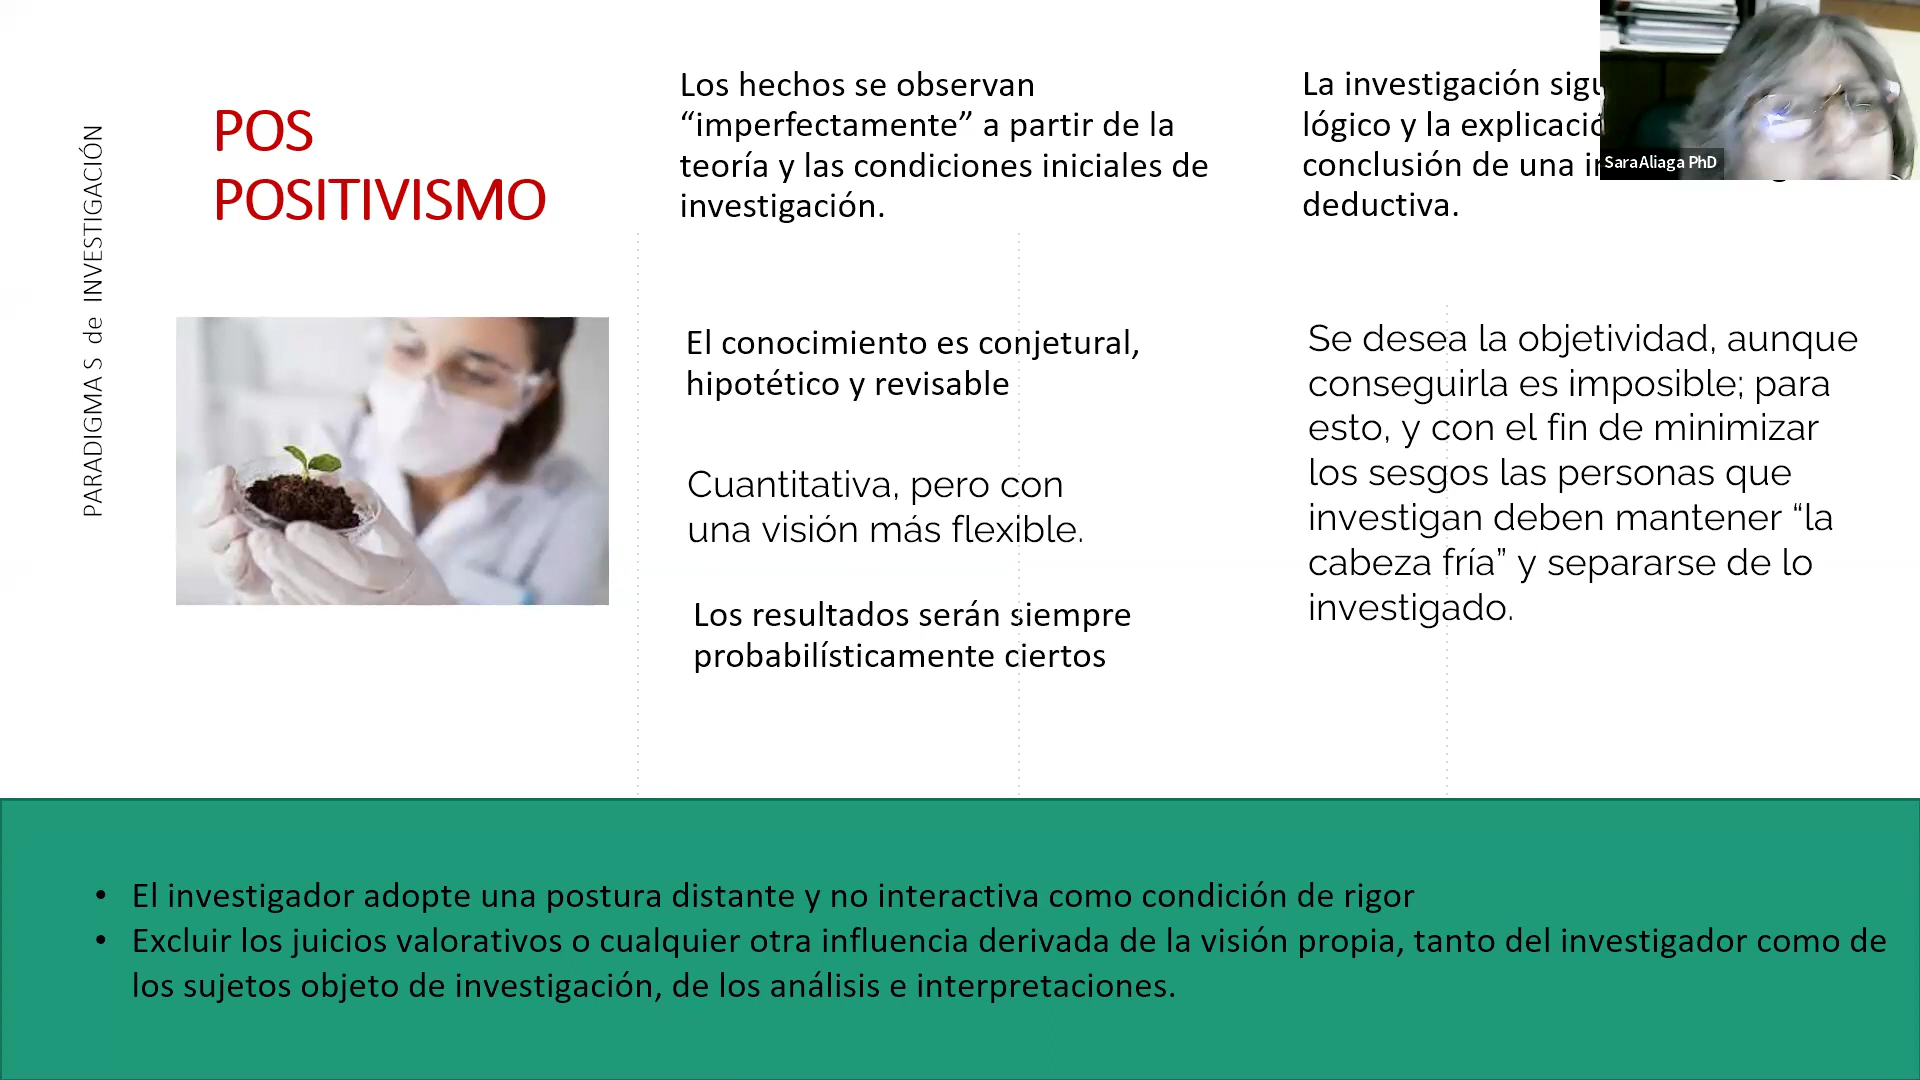 PARADIGMAS de INVESTIGACIÓN
POS
POSITIVISMO
Los hechos se observan
“imperfectamente” a partir de la
teoría y las condiciones iniciales de
investigación.
El conocimiento es conjetural,
hipotético y revisable
Cuantitativa, pero con
una visión más flexible.
Los resultados serán siempre
probabilísticamente ciertos
La investigación
lógico y la
conclusión de una
deductiva.
SaraAliaga PhD
Se desea la objetividad, aunque
conseguirla es imposible; para
esto, y con el fin de minimizar
los sesgos las personas que
investigan deben mantener “la
cabeza fría” y separarse de lo
investigado.
• El investigador adopte una postura distante y no interactiva como condición de rigor
• Excluir los juicios valorativos o cualquier otra influencia derivada de la visión propia, tanto del investigador como de
los sujetos objeto de investigación, de los análisis e interpretaciones.